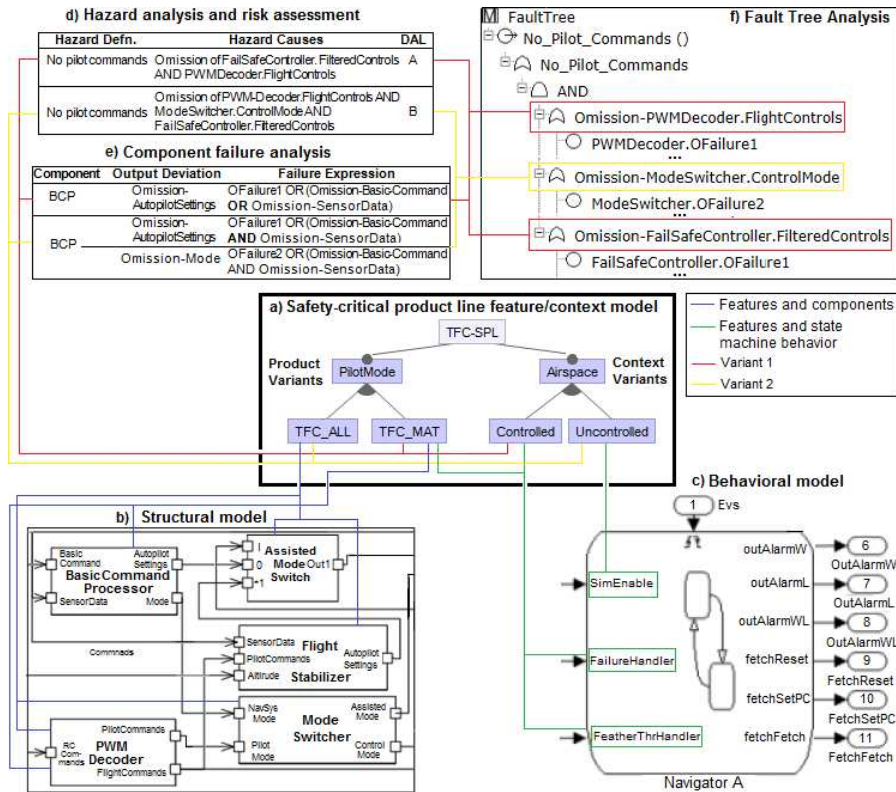 d) Hazard analysis and risk assessment
Hazard Defn. Hazard Causes DAL
No pilot commands Omission of FailSafeController.FilteredControls A
AND PWMDecoder.FlightControls
No pilot commands Omission of PWM-Decoder.FlightControls AND B
ModeSwitcher.ControlMode AND
FailSafeController.FilteredControls
e) Component failure analysis
Component Output Deviation Failure Expression
BCP Omission-AutopilotSettings OFailure1 OR (Omission-Basic-Command
OR Omission-SensorData)
BCP Omission-AutopilotSettings OFailure1 OR (Omission-Basic-Command
AND Omission-SensorData)
Omission-Mode OFailure2 OR (Omission-Basic-Command
AND Omission-SensorData)
M FaultTree f) Fault Tree Analysis
No_Pilot_Commands ()
No_Pilot_Commands
AND
Omission-PWMDecoder.FlightControls
PWMDecoder.OFailure1
...
Omission-ModeSwitcher.ControlMode
ModeSwitcher.OFailure2
...
Omission-FailSafeController.FilteredControls
FailSafeController.OFailure1
...
a) Safety-critical product line feature/context model
TFC-SPL
Product Variants
PilotMode
Airspace
Context Variants
TFC_ALL
TFC_MAT
Controlled
Uncontrolled
Features and components
Features and state
machine behavior
Variant 1
Variant 2
b) Structural model
Basic Command
Autopilot Settings
Basic Command Processor
SensorData
Mode
I
0
+1
Assisted Mode Switch
Out1
Commnads
SensorData
PilotCommands
Altirude
Flight Stabilizer
Autopilot Settings
NavSys Mode
Pilot Mode
Mode Switcher
Assisted Mode
Control Mode
RC Com-mands
PilotCommands
PWM Decoder
FlightCommands
c) Behavioral model
1
Evs
SimEnable
FailureHandler
FeatherThrHandler
outAlarmW
6
OutAlarmW
outAlarmL
7
OutAlarmL
outAlarmWL
8
OutAlarmWL
fetchReset
9
FetchReset
fetchSetPC
10
FetchSetPC
fetchFetch
11
FetchFetch
Navigator A